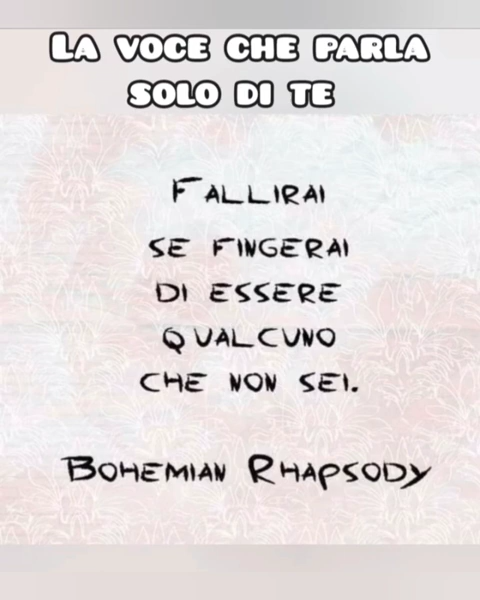 La voce che parla
solo di te
Fallirai
se fingerai
di essere
qualcuno
che non sei.
Bohemian Rhapsody